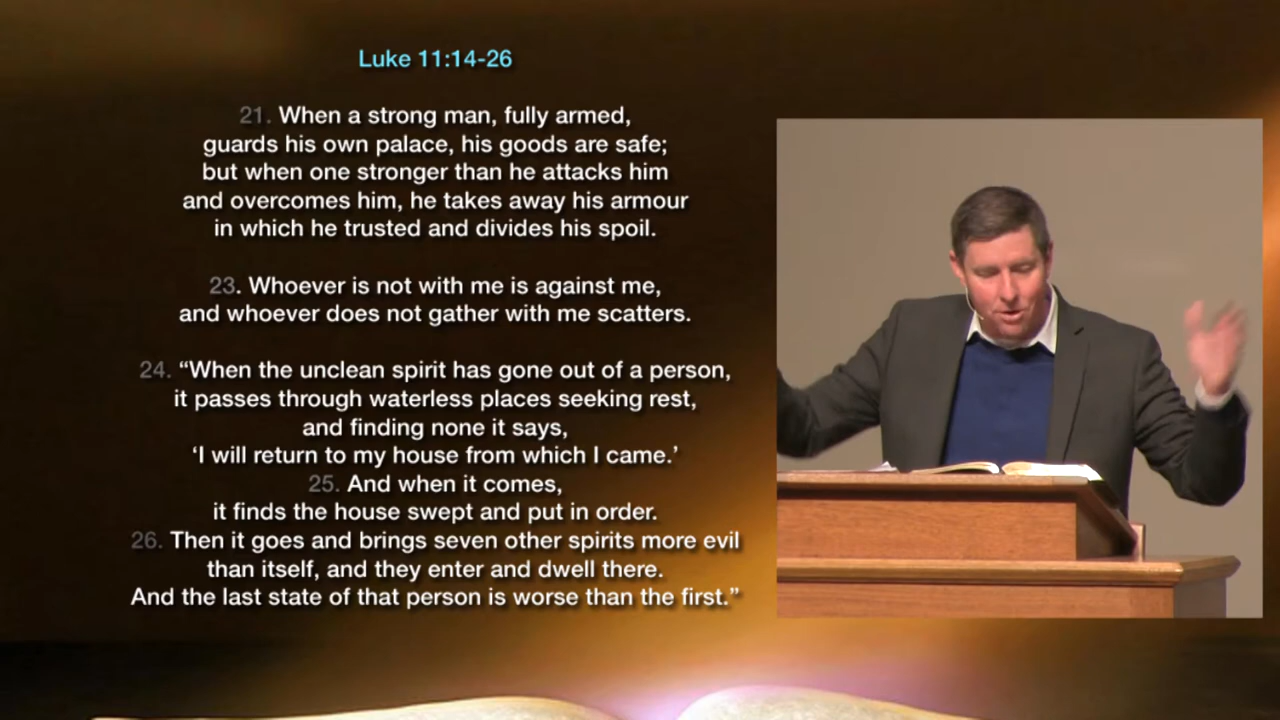 Luke 11:14-26
21. When a strong man, fully armed,
guards his own palace, his goods are safe;
but when one stronger than he attacks him
and overcomes him, he takes away his armour
in which he trusted and divides his spoil.
23. Whoever is not with me is against me,
and whoever does not gather with me scatters.
24. “When the unclean spirit has gone out of a person,
it passes through waterless places seeking rest,
and finding none it says,
‘I will return to my house from which I came.’
25. And when it comes,
it finds the house swept and put in order.
26. Then it goes and brings seven other spirits more evil
than itself, and they enter and dwell there.
And the last state of that person is worse than the first.”